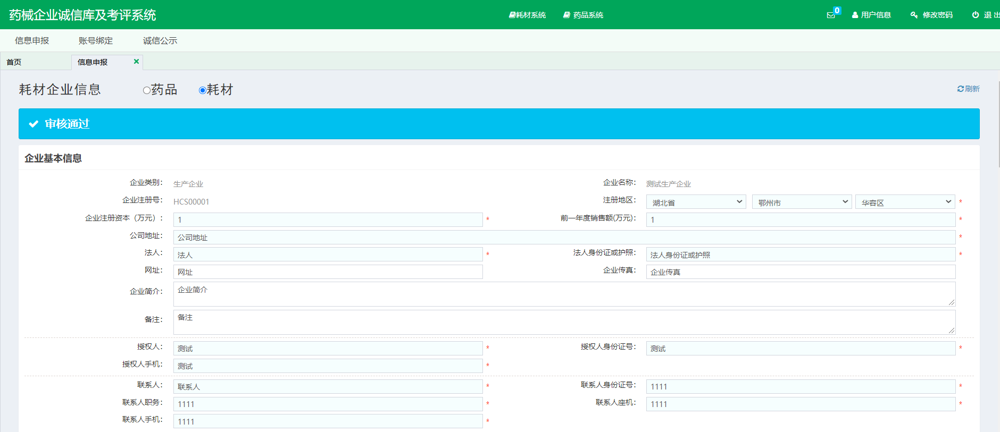 药械企业诚信库及考评系统 耗材系统 药品系统 0 用户信息 修改密码 退 出
信息申报 账号绑定 诚信公示
首页 信息申报
耗材企业信息 药品 耗材 刷新
审核通过
企业基本信息
企业类别： 生产企业 企业名称： 测试生产企业
企业注册号： HCS00001 注册地区： 湖北省 鄂州市 华容区 *
企业注册资本（万元）： 1 * 前一年度销售额(万元)： 1 *
公司地址： 公司地址 *
法人： 法人 * 法人身份证或护照： 法人身份证或护照 *
网址： 网址 企业传真： 企业传真
企业简介： 企业简介
备注： 备注
授权人： 测试 * 授权人身份证号： 测试 *
授权人手机： 测试 *
联系人： 联系人 * 联系人身份证号： 1111 *
联系人职务： 1111 * 联系人座机： 1111 *
联系人手机： 1111 *